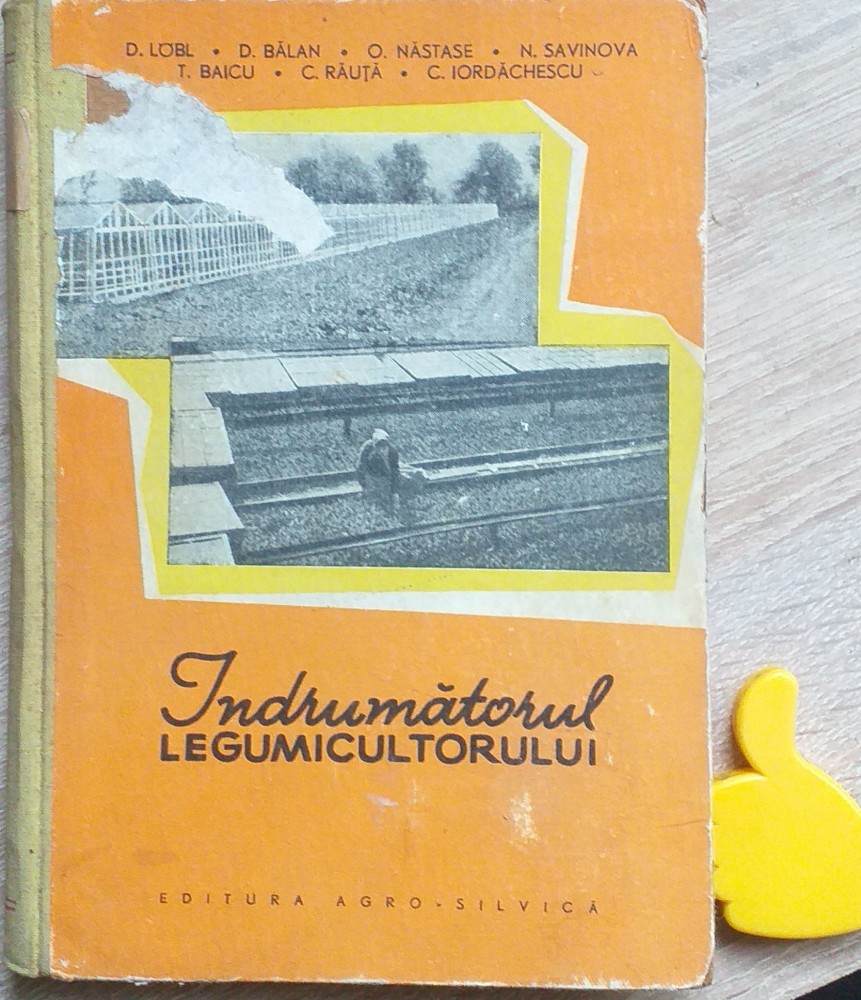 D. LÖBL • D. BĂLAN • O. NĂSTASE • N. SAVINOVA
T. BAICU • C. RĂUȚĂ • C. IORDĂCHESCU
Indrumătorul
LEGUMICULTORULUI
EDITURA AGRO-SILVICĂ